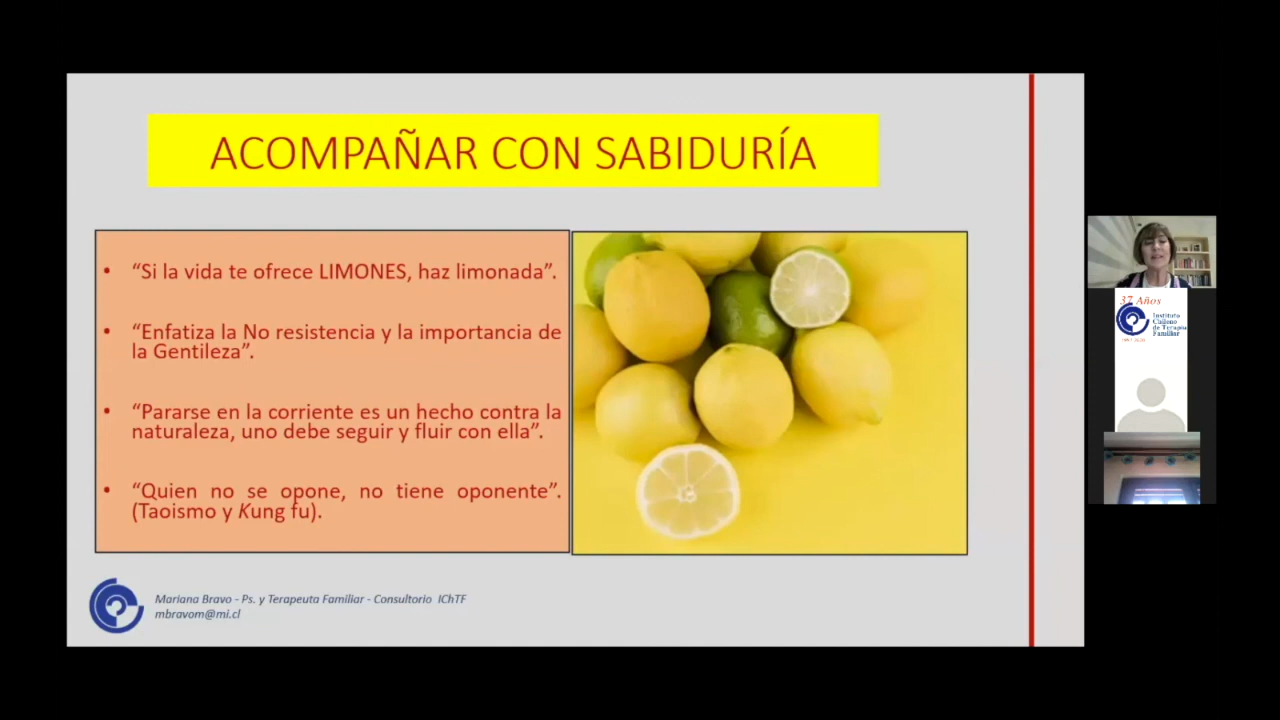 ACOMPAÑAR CON SABIDURÍA
• “Si la vida te ofrece LIMONES, haz limonada”.
• “Enfatiza la No resistencia y la importancia de
la Gentileza”.
• “Pararse en la corriente es un hecho contra la
naturaleza, uno debe seguir y fluir con ella”.
• “Quien no se opone, no tiene oponente”.
(Taoismo y Kung fu).
Mariana Bravo - Ps. y Terapeuta Familiar - Consultorio IChTF
mbravom@mi.cl
37 Años
Instituto
Chileno
de Terapia
Familiar